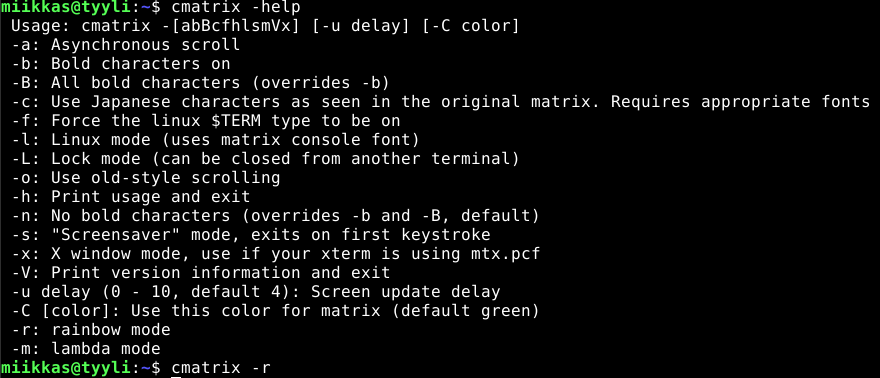 miikkas@tyyli:~$ cmatrix -help
 Usage: cmatrix -[abBcfhlsmVx] [-u delay] [-C color]
 -a: Asynchronous scroll
 -b: Bold characters on
 -B: All bold characters (overrides -b)
 -c: Use Japanese characters as seen in the original matrix. Requires appropriate fonts
 -f: Force the linux $TERM type to be on
 -l: Linux mode (uses matrix console font)
 -L: Lock mode (can be closed from another terminal)
 -o: Use old-style scrolling
 -h: Print usage and exit
 -n: No bold characters (overrides -b and -B, default)
 -s: "Screensaver" mode, exits on first keystroke
 -x: X window mode, use if your xterm is using mtx.pcf
 -V: Print version information and exit
 -u delay (0 - 10, default 4): Screen update delay
 -C [color]: Use this color for matrix (default green)
 -r: rainbow mode
 -m: lambda mode
miikkas@tyyli:~$ cmatrix -r